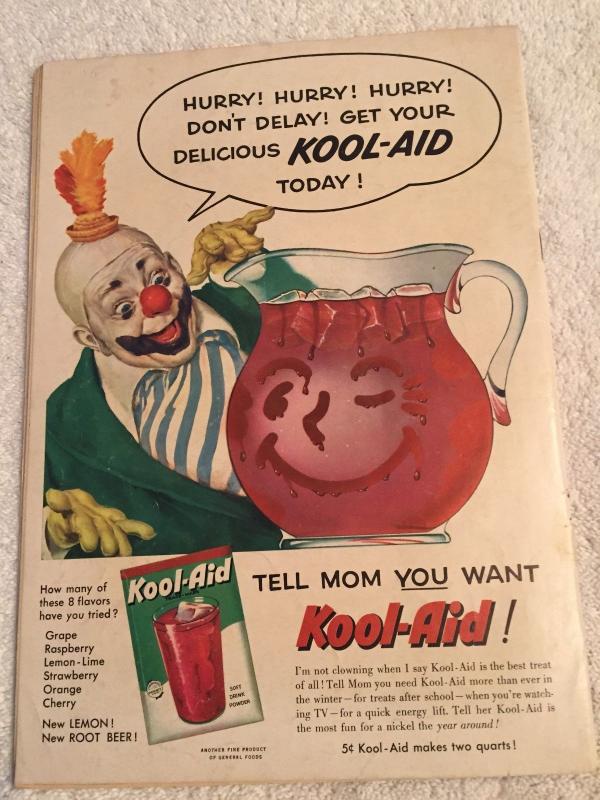 HURRY! HURRY! HURRY!
DON'T DELAY! GET YOUR
DELICIOUS KOOL-AID
TODAY!
How many of
these 8 flavors
have you tried?
Grape
Raspberry
Lemon-Lime
Strawberry
Orange
Cherry
New LEMON!
New ROOT BEER!
Kool-Aid
SOFT
DRINK
POWDER
ANOTHER FINE PRODUCT
OF GENERAL FOODS
TELL MOM YOU WANT
Kool-Aid!
I'm not clowning when I say Kool-Aid is the best treat
of all! Tell Mom you need Kool-Aid more than ever in
the winter—for treats after school—when you're watch-
ing TV—for a quick energy lift. Tell her Kool-Aid is
the most fun for a nickel the year around!
5¢ Kool-Aid makes two quarts!